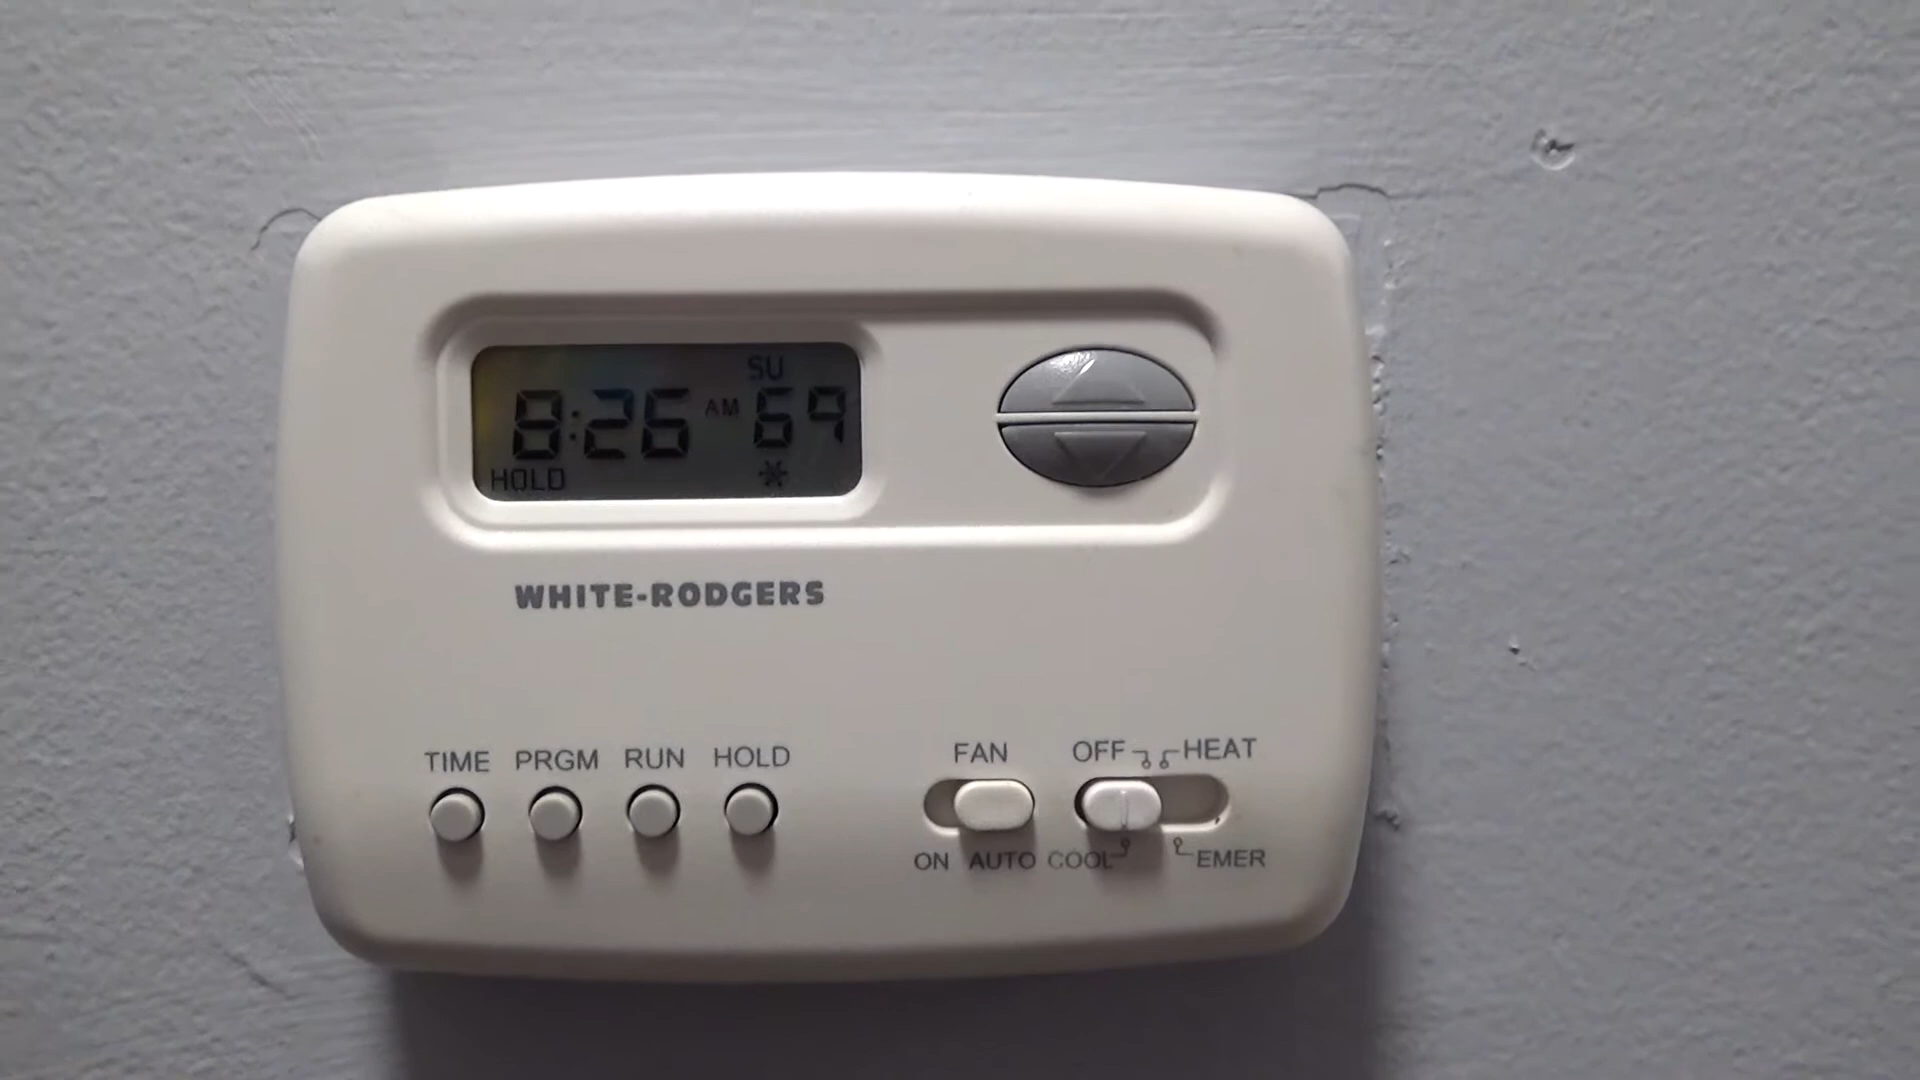 SU
8:26 AM 69
HOLD
WHITE-RODGERS
TIME PRGM RUN HOLD
FAN OFF HEAT
ON AUTO COOL EMER